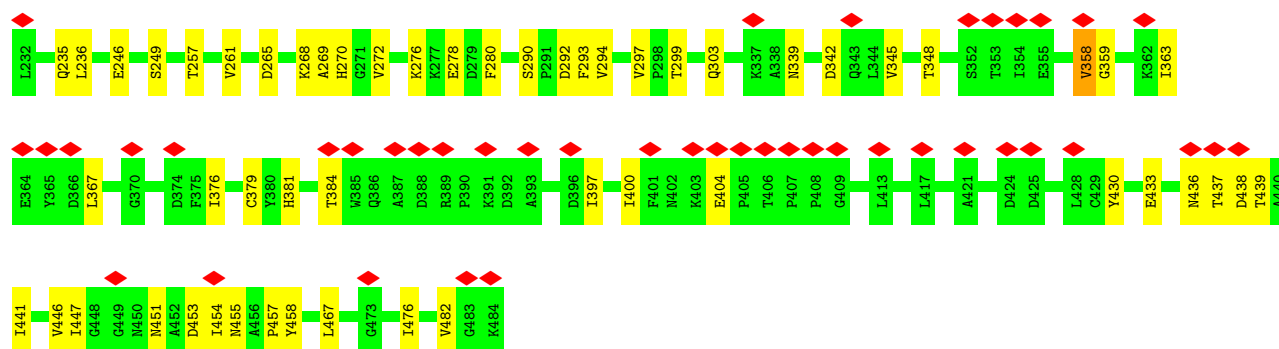 L232 Q235 L236 E246 S249 T257 V261 D265 K268 A269 H270 G271 V272 K276 K277 E278 D279 F280 S290 P291 D292 F293 V294 V297 P298 T299 Q303 K337 A338 N339 D342 Q343 L344 V345 T348 S352 T353 I354 E355 V358 G359 K362 I363
E364 Y365 D366 L367 G370 D374 F375 I376 C379 Y380 H381 T384 W385 Q386 A387 D388 R389 P390 K391 D392 A393 D396 I397 I400 F401 N402 K403 E404 P405 T406 P407 P408 G409 L413 L417 A421 D424 D425 L428 C429 Y430 E433 N436 T437 D438 T439 A440
I441 V446 I447 G448 G449 N450 N451 A452 D453 I454 N455 A456 P457 Y458 L467 G473 I476 V482 G483 K484